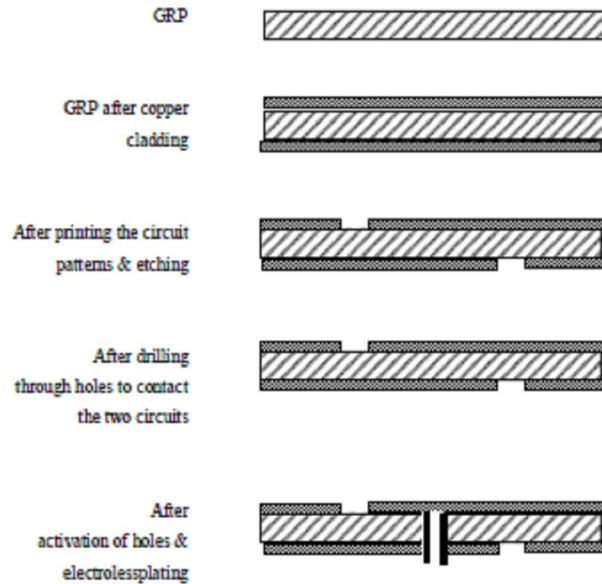 GRP
GRP after copper
cladding
After printing the circuit
patterns & etching
After drilling
through holes to contact
the two circuits
After
activation of holes &
electrolessplating